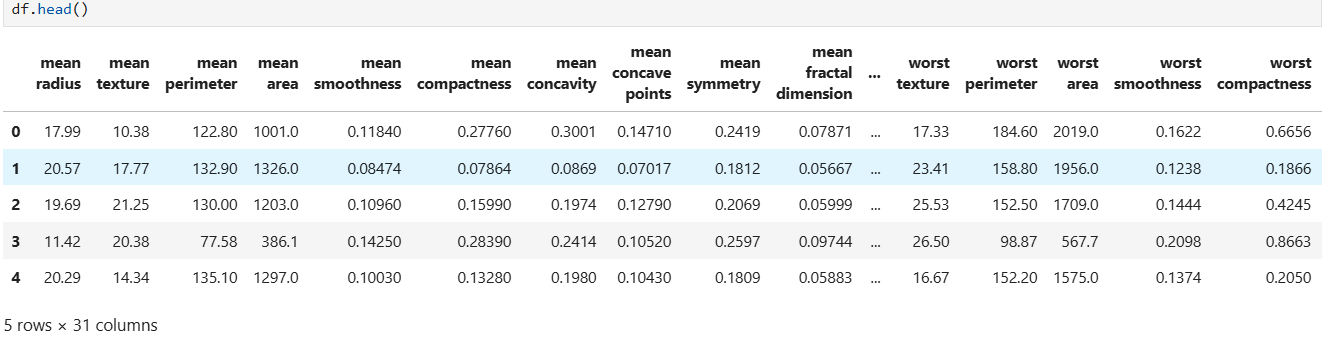 df.head()
mean radius mean texture mean perimeter mean area mean smoothness mean compactness mean concavity mean concave points mean symmetry mean fractal dimension ... worst texture worst perimeter worst area worst smoothness worst compactness
0 17.99 10.38 122.80 1001.0 0.11840 0.27760 0.3001 0.14710 0.2419 0.07871 ... 17.33 184.60 2019.0 0.1622 0.6656
1 20.57 17.77 132.90 1326.0 0.08474 0.07864 0.0869 0.07017 0.1812 0.05667 ... 23.41 158.80 1956.0 0.1238 0.1866
2 19.69 21.25 130.00 1203.0 0.10960 0.15990 0.1974 0.12790 0.2069 0.05999 ... 25.53 152.50 1709.0 0.1444 0.4245
3 11.42 20.38 77.58 386.1 0.14250 0.28390 0.2414 0.10520 0.2597 0.09744 ... 26.50 98.87 567.7 0.2098 0.8663
4 20.29 14.34 135.10 1297.0 0.10030 0.13280 0.1980 0.10430 0.1809 0.05883 ... 16.67 152.20 1575.0 0.1374 0.2050
5 rows × 31 columns